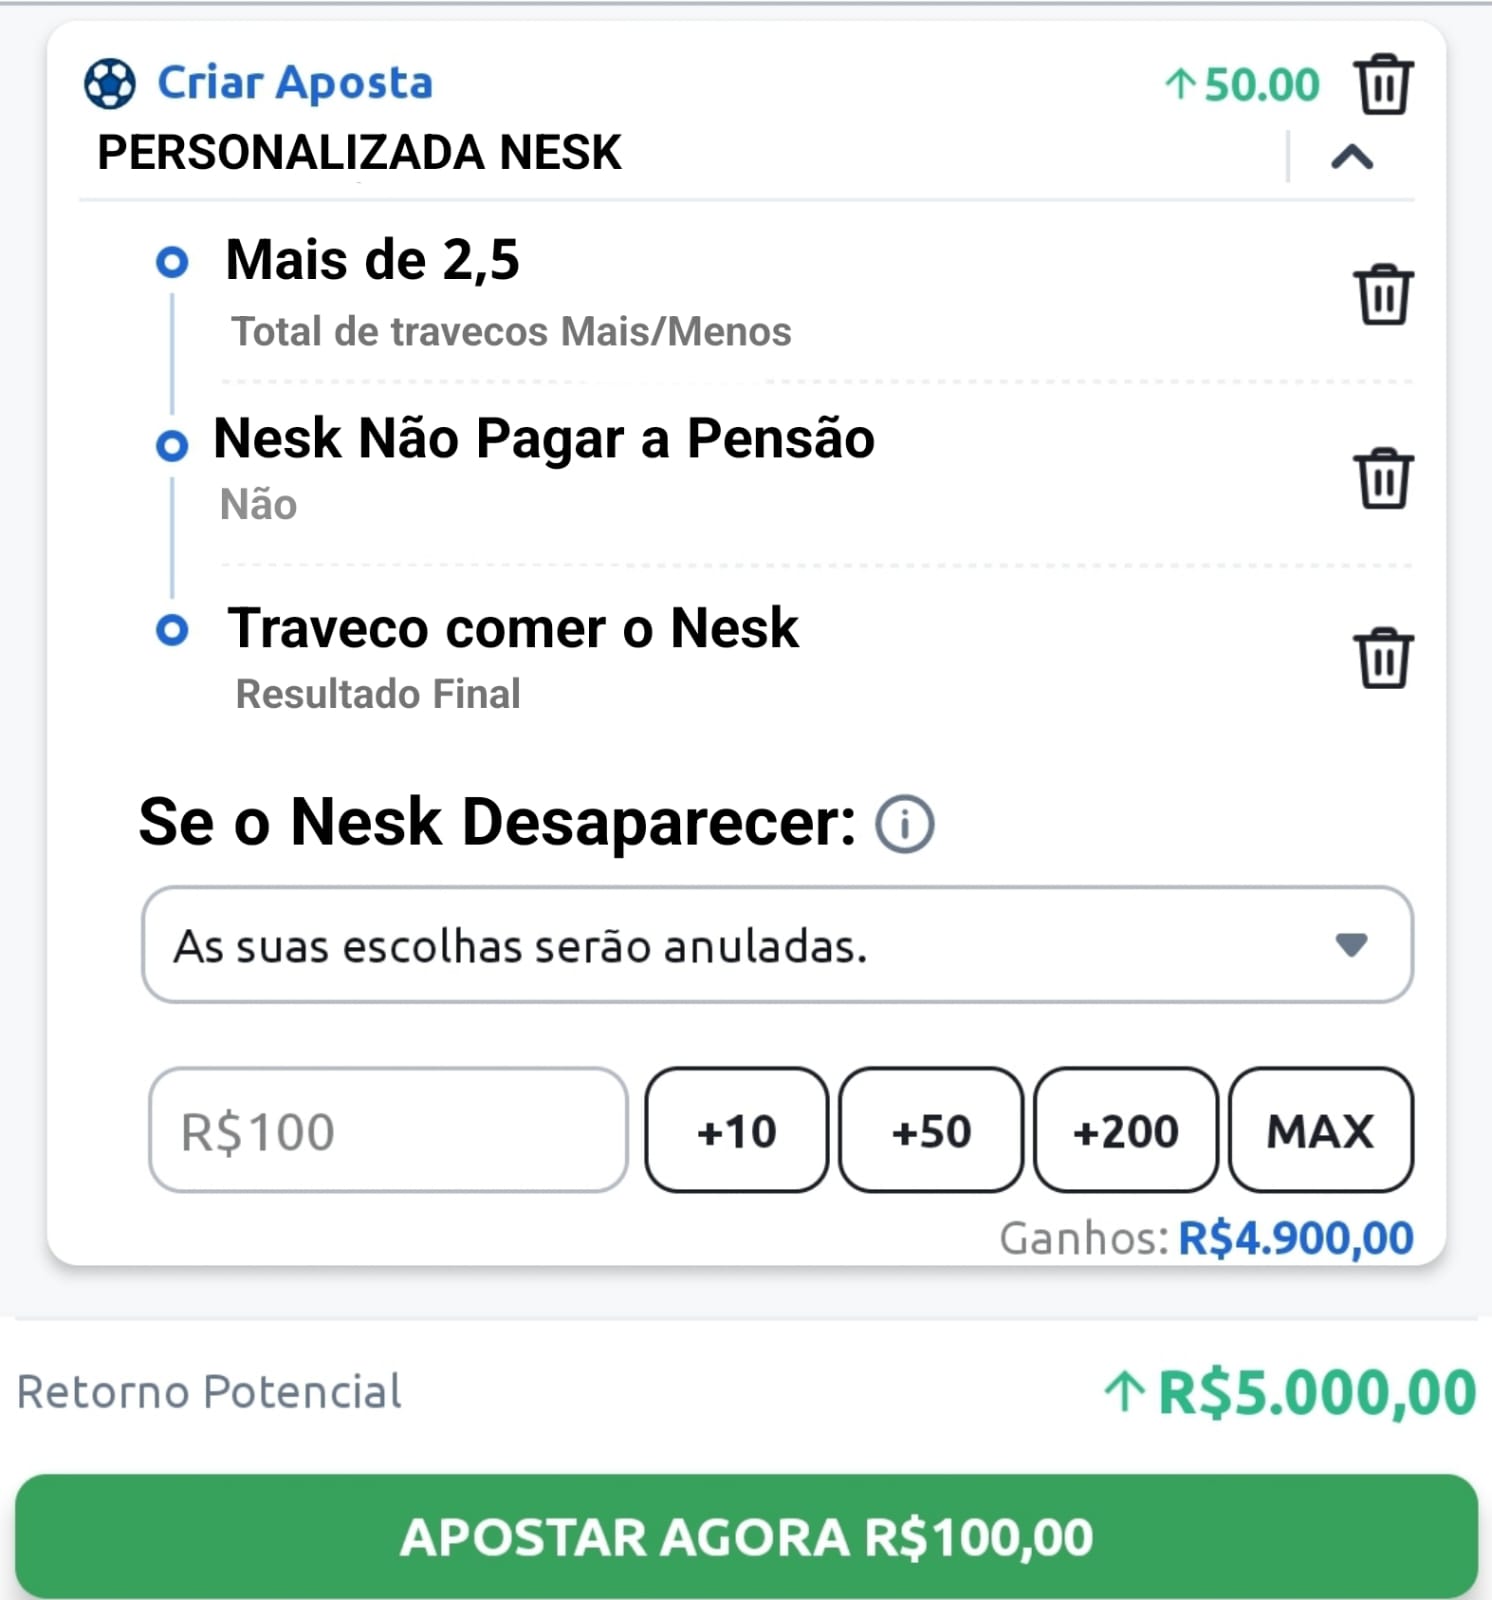 Criar Aposta
↑50.00
PERSONALIZADA NESK
Mais de 2,5
Total de travecos Mais/Menos
Nesk Não Pagar a Pensão
Não
Traveco comer o Nesk
Resultado Final
Se o Nesk Desaparecer:
As suas escolhas serão anuladas.
R$100 +10 +50 +200 MAX
Ganhos: R$4.900,00
Retorno Potencial ↑R$5.000,00
APOSTAR AGORA R$100,00